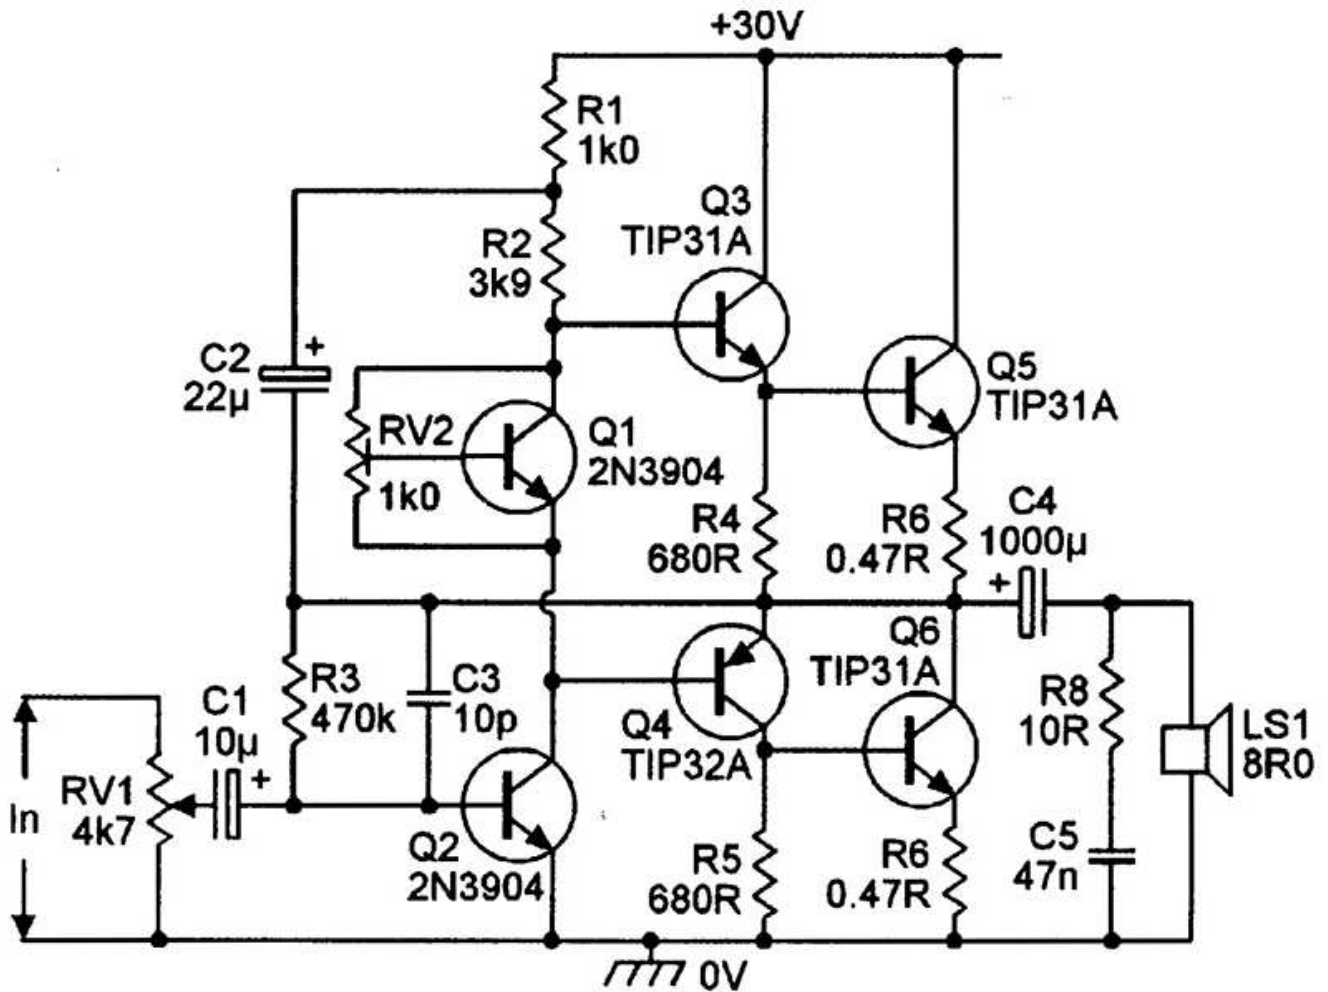 +30V
R1
1k0
Q3
TIP31A
R2
3k9
C2
22µ
+
Q5
TIP31A
RV2
1k0
Q1
2N3904
R4
680R
R6
0.47R
C4
1000µ
+
Q6
TIP31A
R3
470k
C3
10p
C1
10µ
+
Q4
TIP32A
R8
10R
LS1
8R0
In
RV1
4k7
Q2
2N3904
R5
680R
R6
0.47R
C5
47n
0V